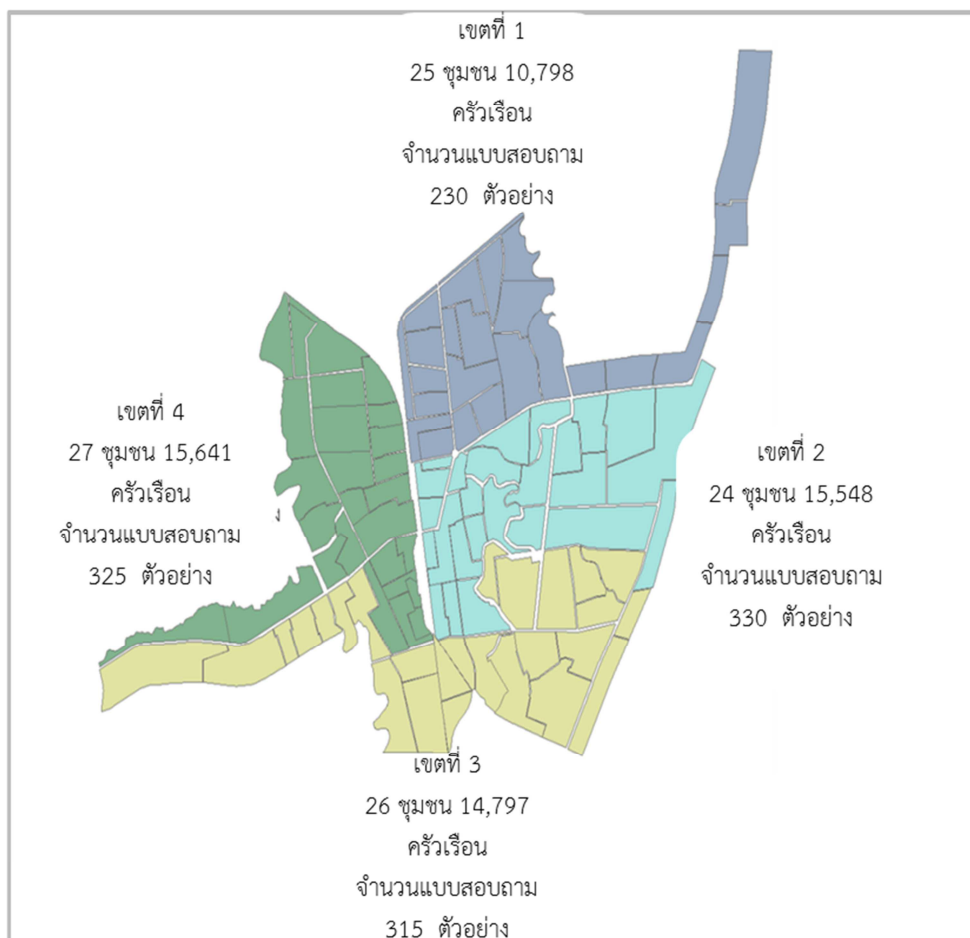 เขตที่ 1
25 ชุมชน 10,798
ครัวเรือน
จำนวนแบบสอบถาม
230 ตัวอย่าง
เขตที่ 4
27 ชุมชน 15,641
ครัวเรือน
จำนวนแบบสอบถาม
325 ตัวอย่าง
เขตที่ 2
24 ชุมชน 15,548
ครัวเรือน
จำนวนแบบสอบถาม
330 ตัวอย่าง
เขตที่ 3
26 ชุมชน 14,797
ครัวเรือน
จำนวนแบบสอบถาม
315 ตัวอย่าง